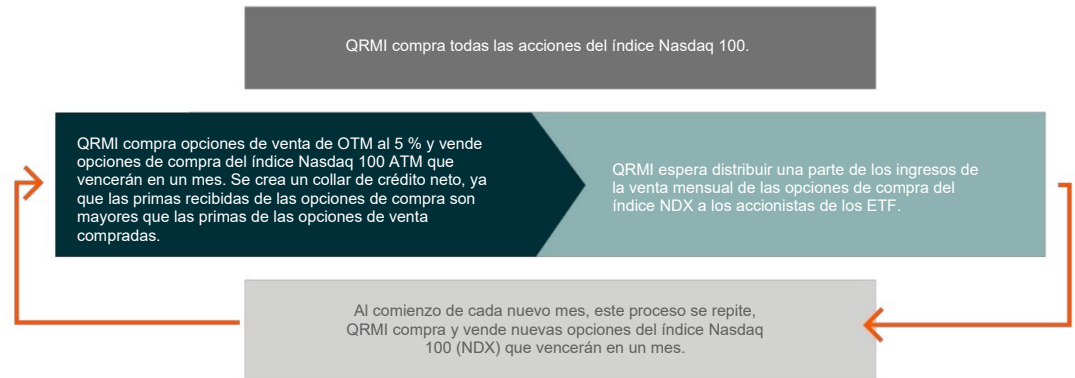 QRMI compra todas las acciones del índice Nasdaq 100.
QRMI compra opciones de venta de OTM al 5 % y vende
opciones de compra del índice Nasdaq 100 ATM que
vencerán en un mes. Se crea un collar de crédito neto, ya
que las primas recibidas de las opciones de compra son
mayores que las primas de las opciones de venta
compradas.
QRMI espera distribuir una parte de los ingresos de
la venta mensual de las opciones de compra del
índice NDX a los accionistas de los ETF.
Al comienzo de cada nuevo mes, este proceso se repite,
QRMI compra y vende nuevas opciones del índice Nasdaq
100 (NDX) que vencerán en un mes.